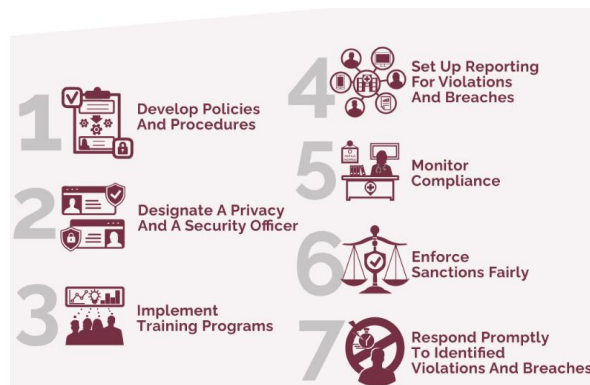 1
Develop Policies
And Procedures
2
Designate A Privacy
And A Security Officer
3
Implement
Training Programs
4
Set Up Reporting
For Violations
And Breaches
5
Monitor
Compliance
6
Enforce
Sanctions Fairly
7
Respond Promptly
To Identified
Violations And Breaches